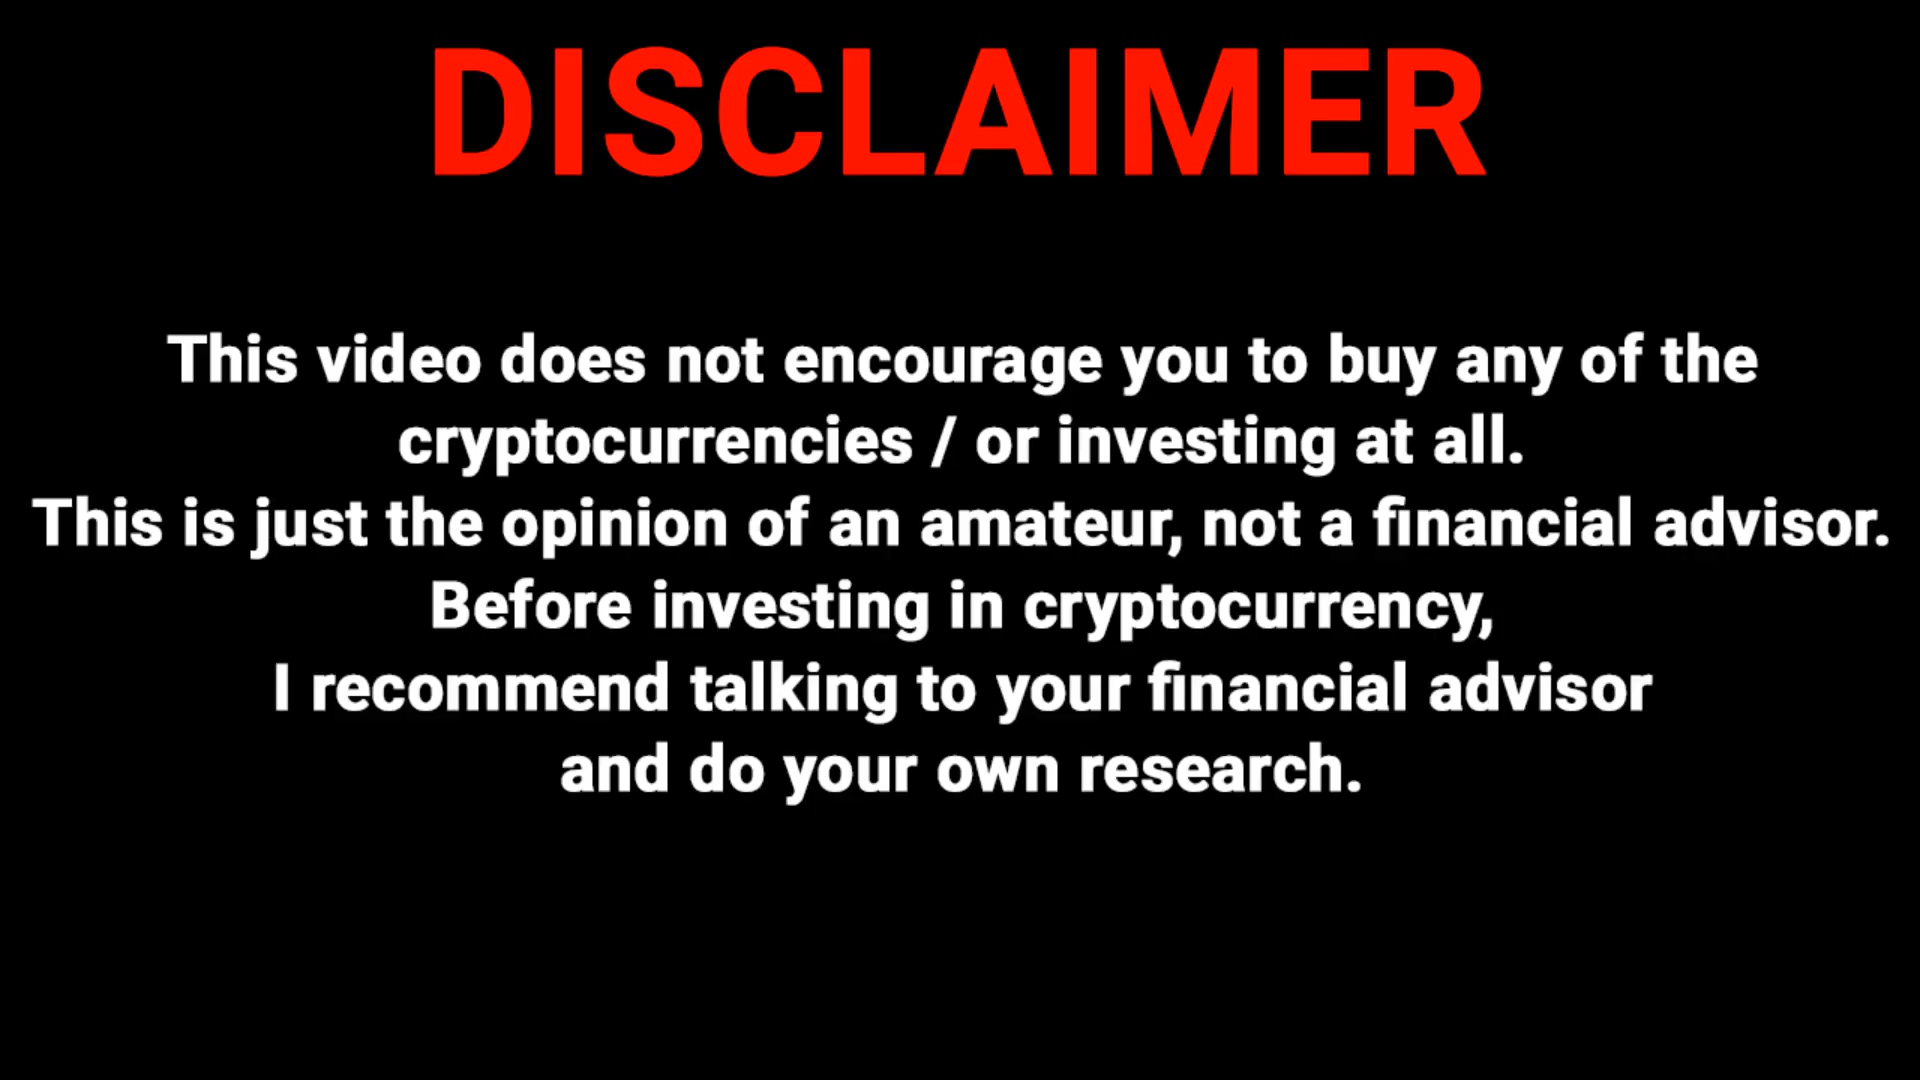 DISCLAIMER
This video does not encourage you to buy any of the
cryptocurrencies / or investing at all.
This is just the opinion of an amateur, not a financial advisor.
Before investing in cryptocurrency,
I recommend talking to your financial advisor
and do your own research.